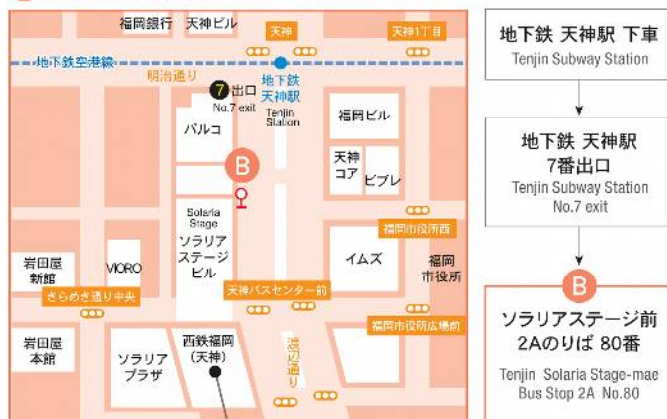 福岡銀行
天神ビル
天神
天神1丁目
地下鉄空港線
明治通り
7
出口
No.7 exit
地下鉄
天神駅
Tenjin
Station
パルコ
福岡ビル
B
天神
コア
ビブレ
Solaria
Stage
ソラリア
ステージ
ビル
福岡市役所西
岩田屋
新館
VIORO
イムズ
福岡
市役所
きらめき通り中央
天神バスセンター前
福岡市役所広場前
岩田屋
本館
ソラリア
プラザ
西鉄福岡
(天神)
渡辺通り
地下鉄 天神駅 下車
Tenjin Subway Station
地下鉄 天神駅
7番出口
Tenjin Subway Station
No.7 exit
B
ソラリアステージ前
2Aのりば 80番
Tenjin Solaria Stage-mae
Bus Stop 2A No.80